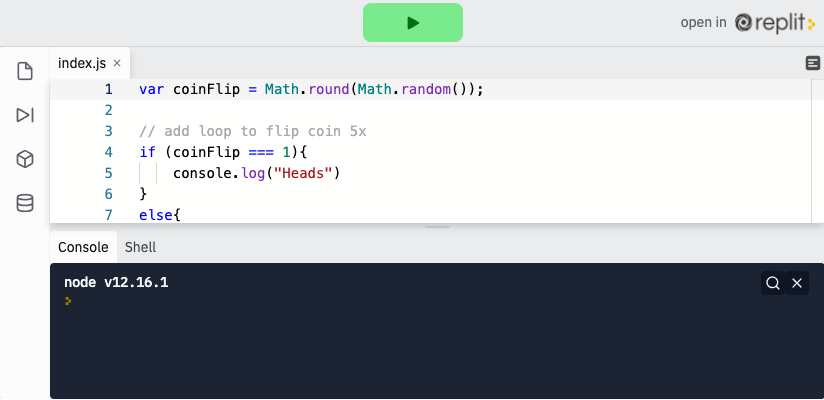 open in replit
index.js ×
1 var coinFlip = Math.round(Math.random());
2
3 // add loop to flip coin 5x
4 if (coinFlip === 1){
5     console.log("Heads")
6 }
7 else{
Console Shell
node v12.16.1